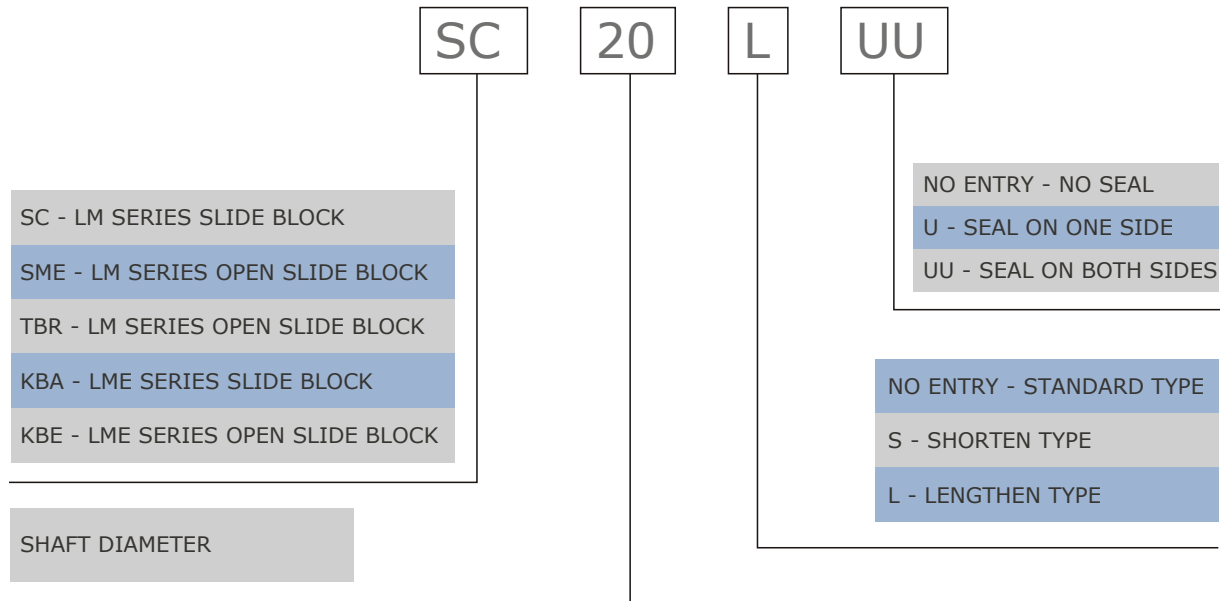 SC 20 L UU
NO ENTRY - NO SEAL
U - SEAL ON ONE SIDE
UU - SEAL ON BOTH SIDES
SC - LM SERIES SLIDE BLOCK
SME - LM SERIES OPEN SLIDE BLOCK
TBR - LM SERIES OPEN SLIDE BLOCK
KBA - LME SERIES SLIDE BLOCK
KBE - LME SERIES OPEN SLIDE BLOCK
NO ENTRY - STANDARD TYPE
S - SHORTEN TYPE
L - LENGTHEN TYPE
SHAFT DIAMETER